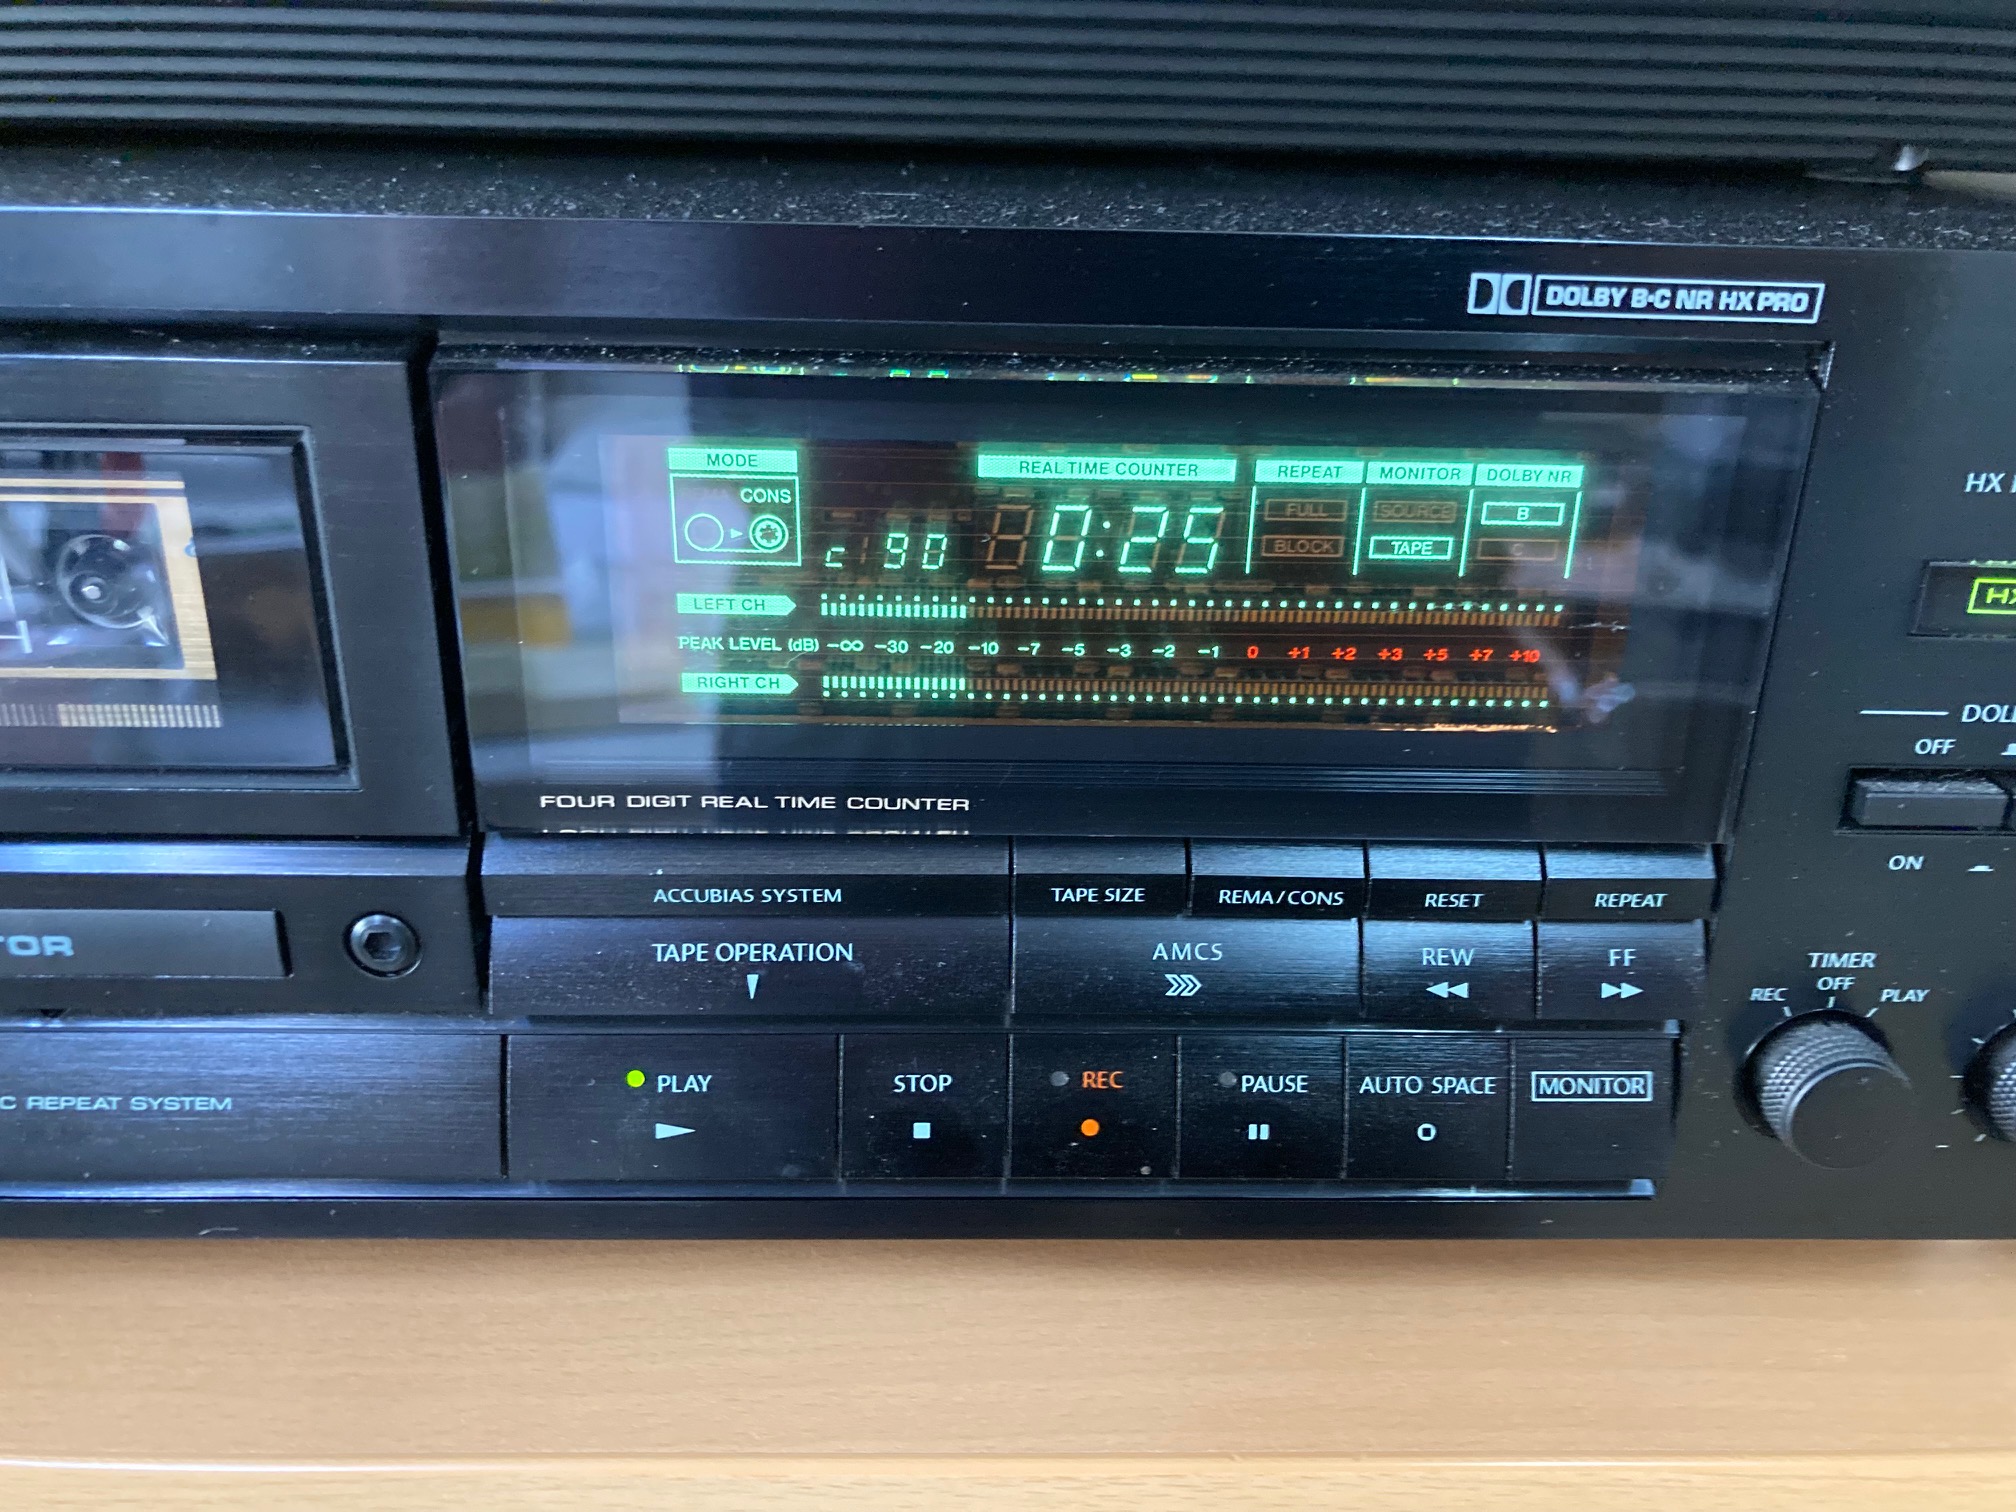 DOLBY B·C NR HX PRO
MODE
REAL TIME COUNTER
REPEAT
MONITOR
DOLBY NR
CONS
FULL
SOURCE
B
c 90
0:25
BLOCK
TAPE
C
LEFT CH
PEAK LEVEL (dB) -∞ -30 -20 -10 -7 -5 -3 -2 -1 0 +1 +2 +3 +5 +7 +10
RIGHT CH
HX
HX
DOL
OFF
ON
FOUR DIGIT REAL TIME COUNTER
ACCUBIAS SYSTEM
TAPE SIZE
REMA/CONS
RESET
REPEAT
TOR
TAPE OPERATION
AMCS
REW
FF
TIMER
REC OFF PLAY
C REPEAT SYSTEM
PLAY
STOP
REC
PAUSE
AUTO SPACE
MONITOR